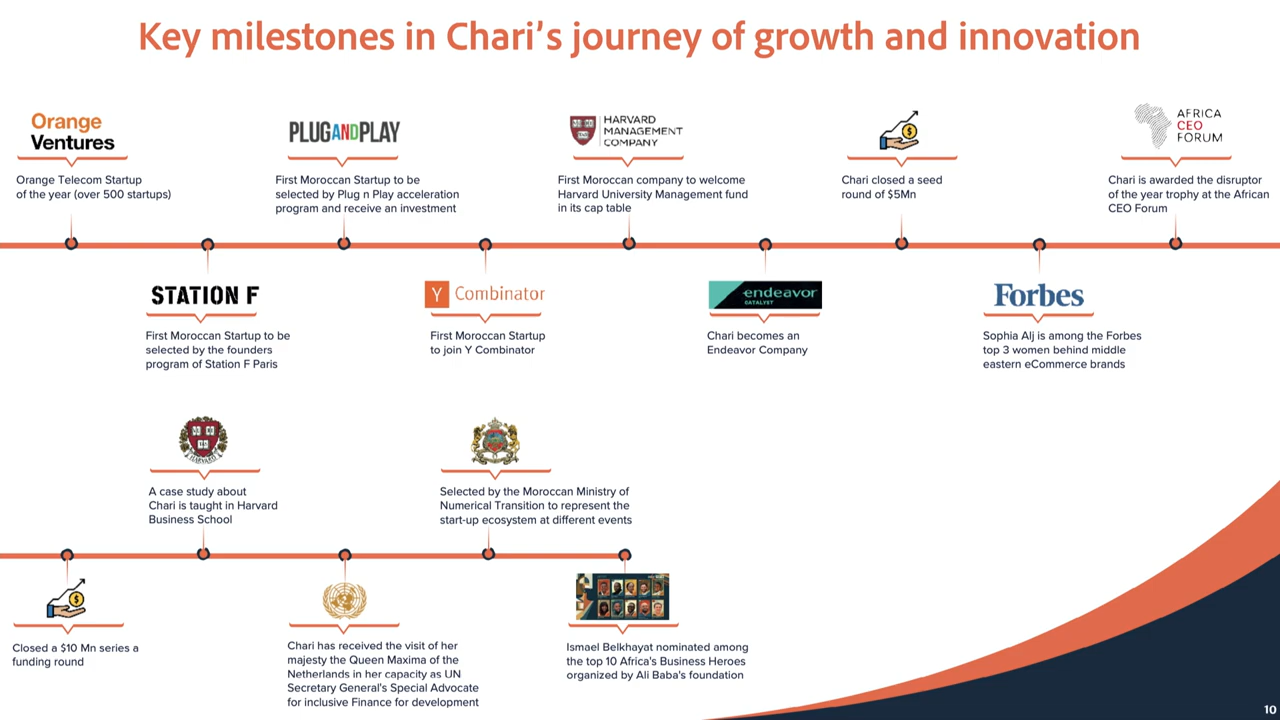 Key milestones in Chari's journey of growth and innovation
Orange
Ventures
Orange Telecom Startup
of the year (over 500 startups)
STATION F
First Moroccan Startup to be
selected by the founders
program of Station F Paris
PLUGANDPLAY
First Moroccan Startup to be
selected by Plug n Play acceleration
program and receive an investment
Y Combinator
First Moroccan Startup
to join Y Combinator
HARVARD
MANAGEMENT
COMPANY
First Moroccan company to welcome
Harvard University Management fund
in its cap table
endeavor
CATALYST
Chari becomes an
Endeavor Company
Chari closed a seed
round of $5Mn
Forbes
Sophia Alj is among the Forbes
top 3 women behind middle
eastern eCommerce brands
AFRICA
CEO
FORUM
Chari is awarded the disruptor
of the year trophy at the African
CEO Forum
Closed a $10 Mn series a
funding round
HARVARD
A case study about
Chari is taught in Harvard
Business School
Chari has received the visit of her
majesty the Queen Maxima of the
Netherlands in her capacity as UN
Secretary General's Special Advocate
for inclusive Finance for development
Selected by the Moroccan Ministry of
Numerical Transition to represent the
start-up ecosystem at different events
Ismael Belkhayat nominated among
the top 10 Africa's Business Heroes
organized by Ali Baba's foundation
10